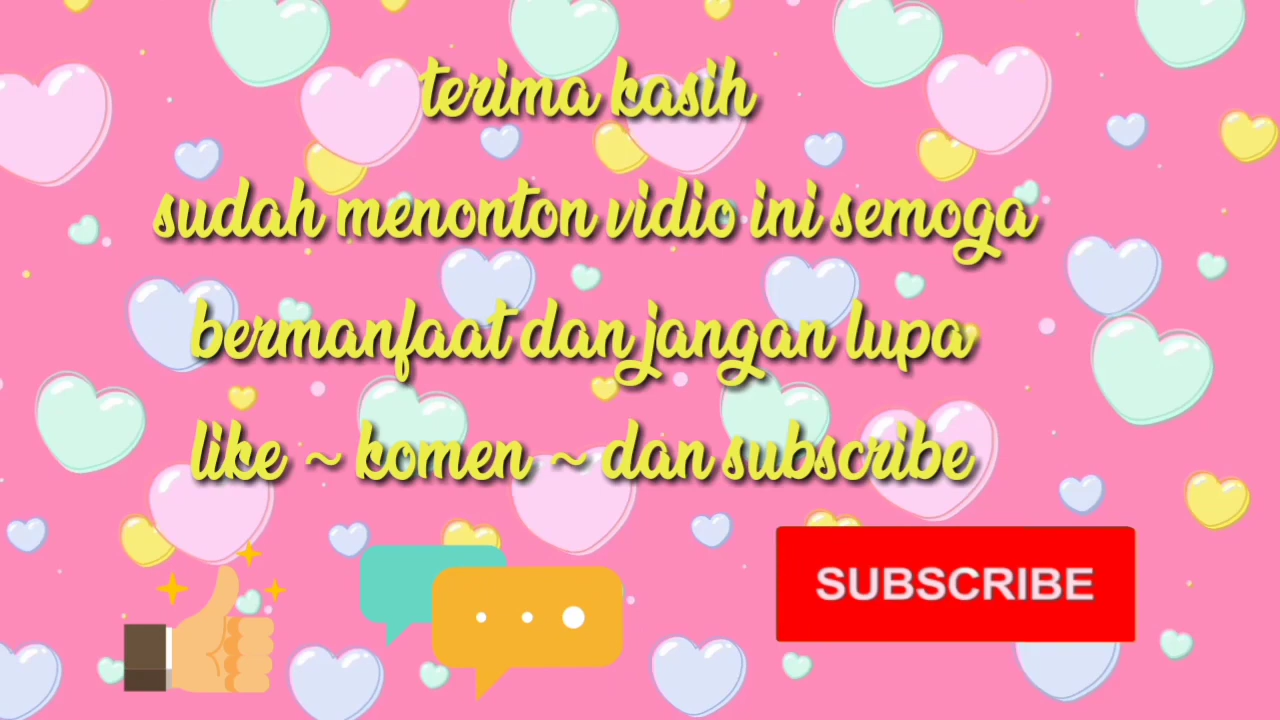 terima kasih
sudah menonton vidio ini semoga
bermanfaat dan jangan lupa
like ~ komen ~ dan subscribe
SUBSCRIBE